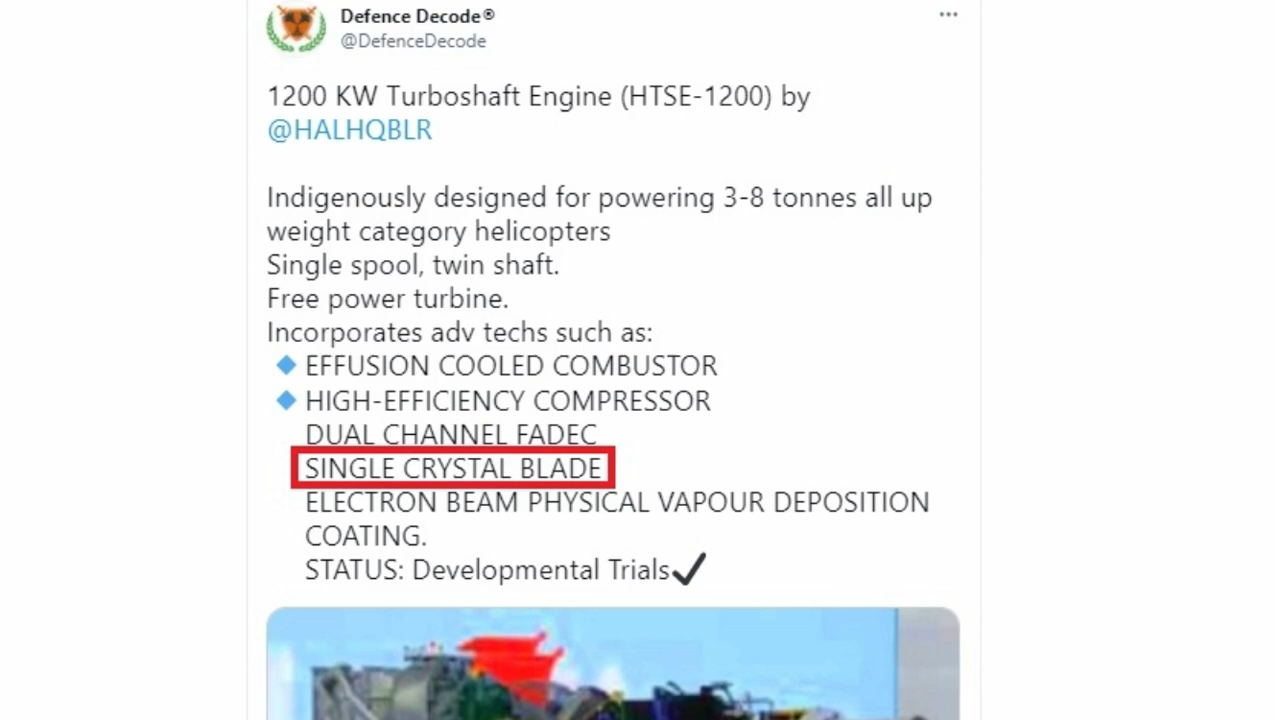 Defence Decode®
@DefenceDecode
1200 KW Turboshaft Engine (HTSE-1200) by
@HALHQBLR
Indigenously designed for powering 3-8 tonnes all up
weight category helicopters
Single spool, twin shaft.
Free power turbine.
Incorporates adv techs such as:
EFFUSION COOLED COMBUSTOR
HIGH-EFFICIENCY COMPRESSOR
DUAL CHANNEL FADEC
SINGLE CRYSTAL BLADE
ELECTRON BEAM PHYSICAL VAPOUR DEPOSITION
COATING.
STATUS: Developmental Trials